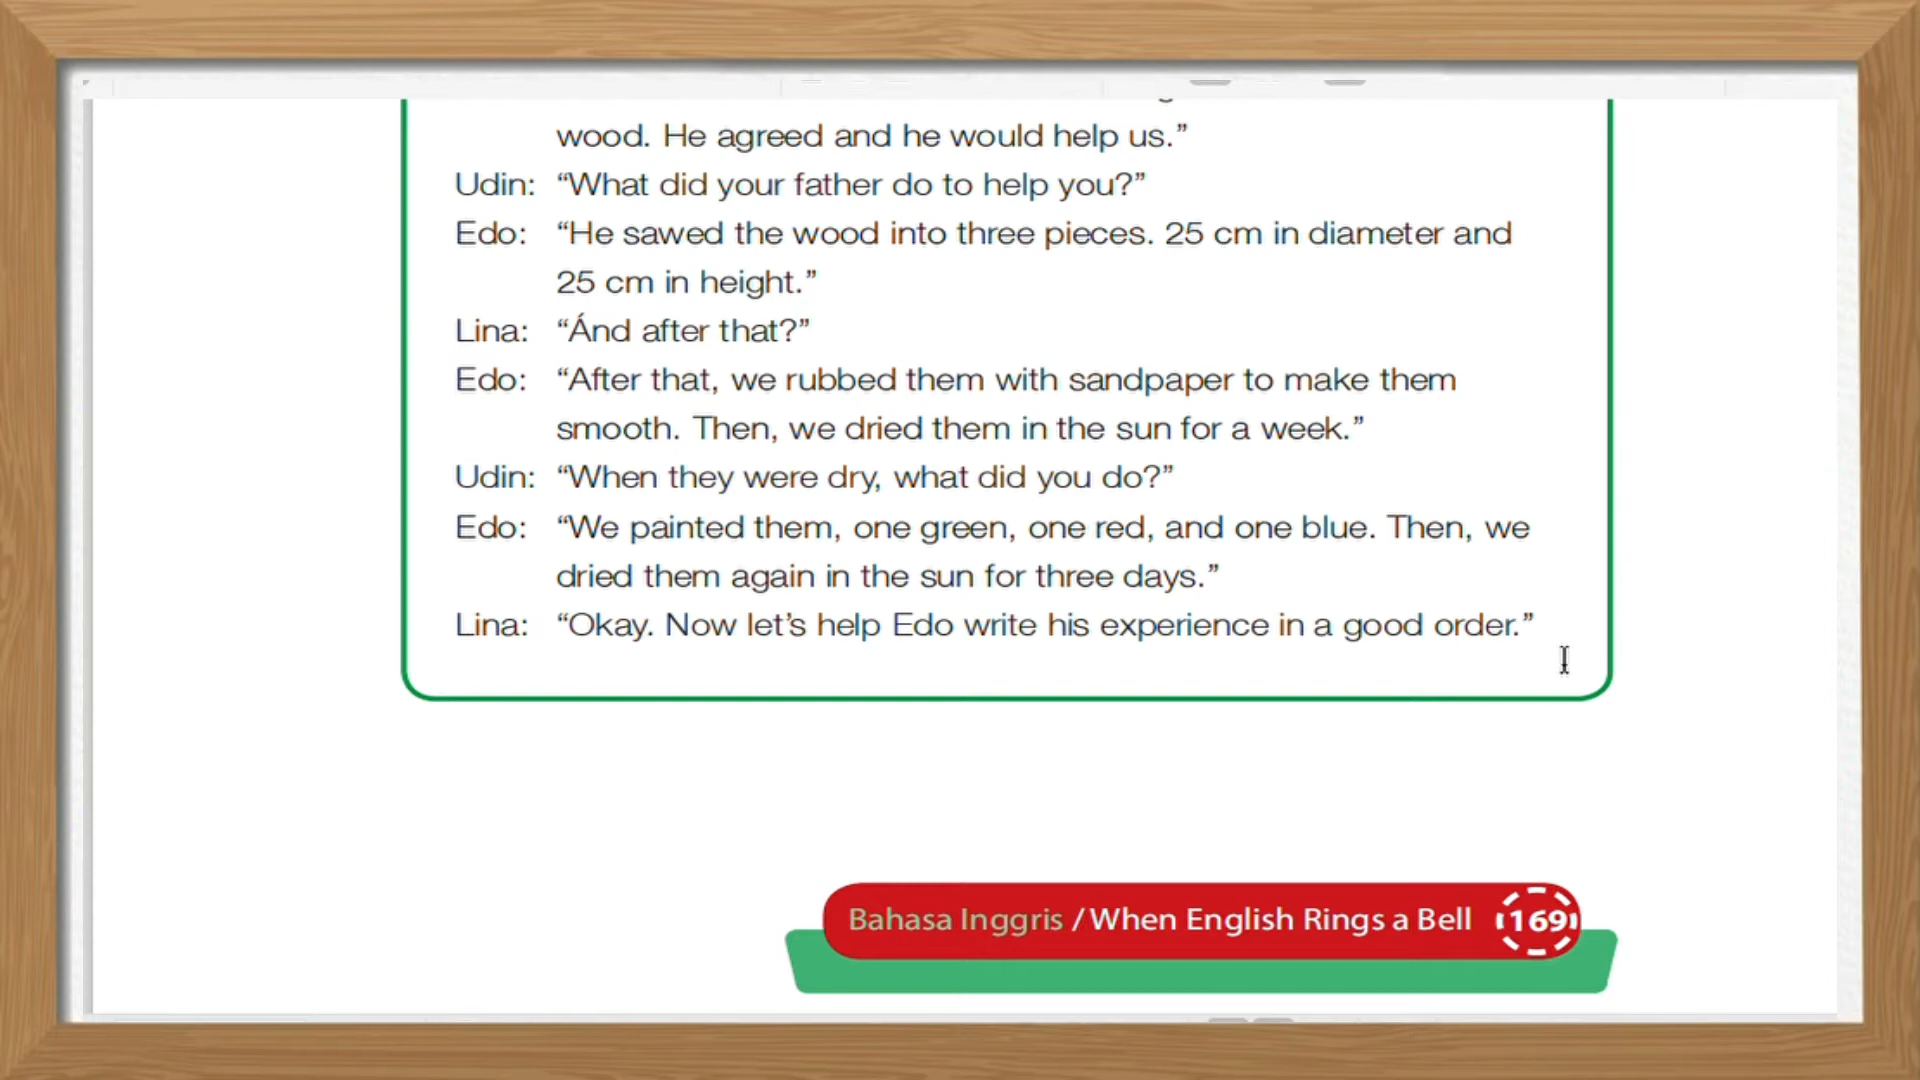 wood. He agreed and he would help us.”
Udin: “What did your father do to help you?”
Edo: “He sawed the wood into three pieces. 25 cm in diameter and
25 cm in height.”
Lina: “Ánd after that?”
Edo: “After that, we rubbed them with sandpaper to make them
smooth. Then, we dried them in the sun for a week.”
Udin: “When they were dry, what did you do?”
Edo: “We painted them, one green, one red, and one blue. Then, we
dried them again in the sun for three days.”
Lina: “Okay. Now let’s help Edo write his experience in a good order.”
Bahasa Inggris / When English Rings a Bell 169